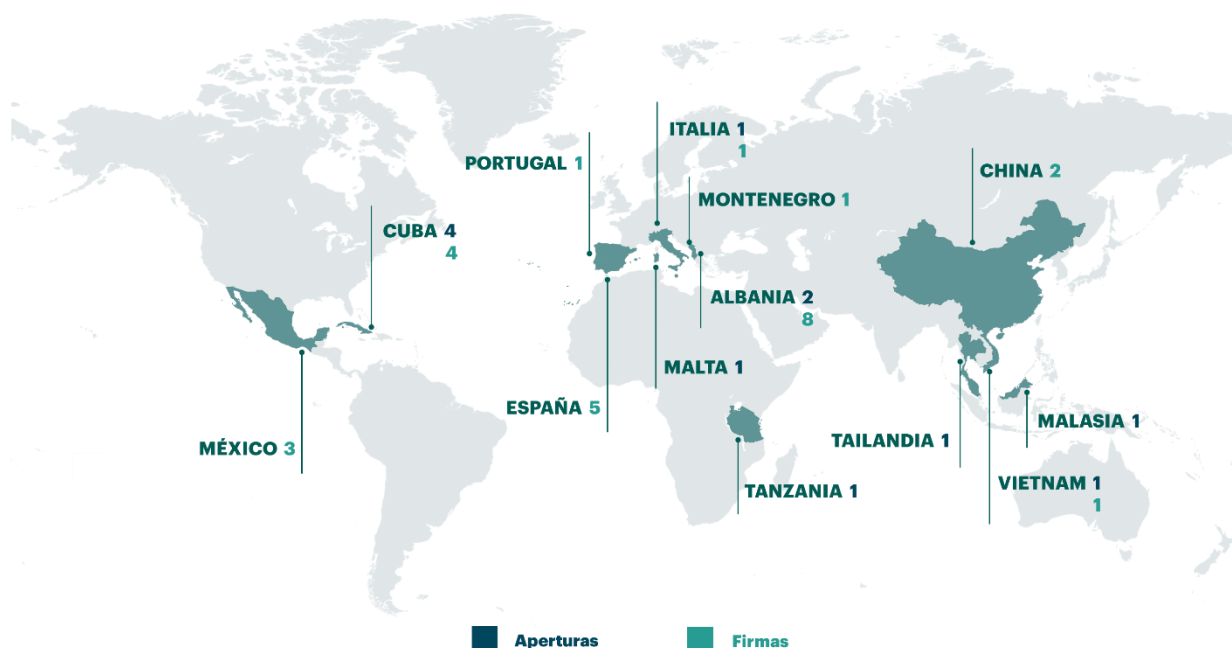 ITALIA 1
1
PORTUGAL 1
CHINA 2
MONTENEGRO 1
CUBA 4
4
ALBANIA 2
8
MALTA 1
ESPAÑA 5
MALASIA 1
TAILANDIA 1
MÉXICO 3
VIETNAM 1
1
TANZANIA 1
Aperturas
Firmas